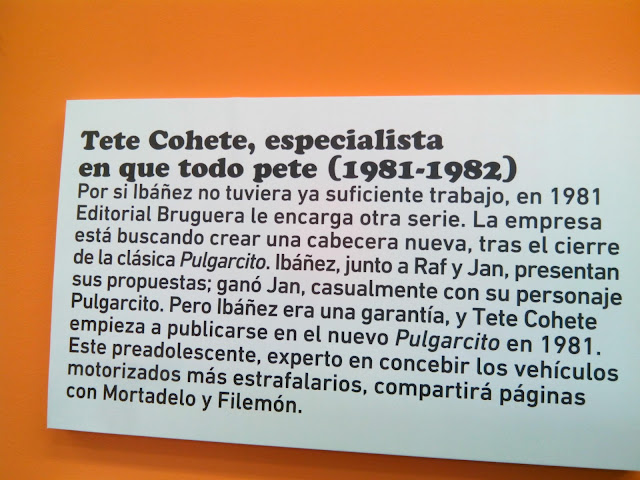 Tete Cohete, especialista
en que todo pete (1981-1982)
Por si Ibáñez no tuviera ya suficiente trabajo, en 1981
Editorial Bruguera le encarga otra serie. La empresa
está buscando crear una cabecera nueva, tras el cierre
de la clásica Pulgarcito. Ibáñez, junto a Raf y Jan, presentan
sus propuestas; ganó Jan, casualmente con su personaje
Pulgarcito. Pero Ibáñez era una garantía, y Tete Cohete
empieza a publicarse en el nuevo Pulgarcito en 1981.
Este preadolescente, experto en concebir los vehículos
motorizados más estrafalarios, compartirá páginas
con Mortadelo y Filemón.